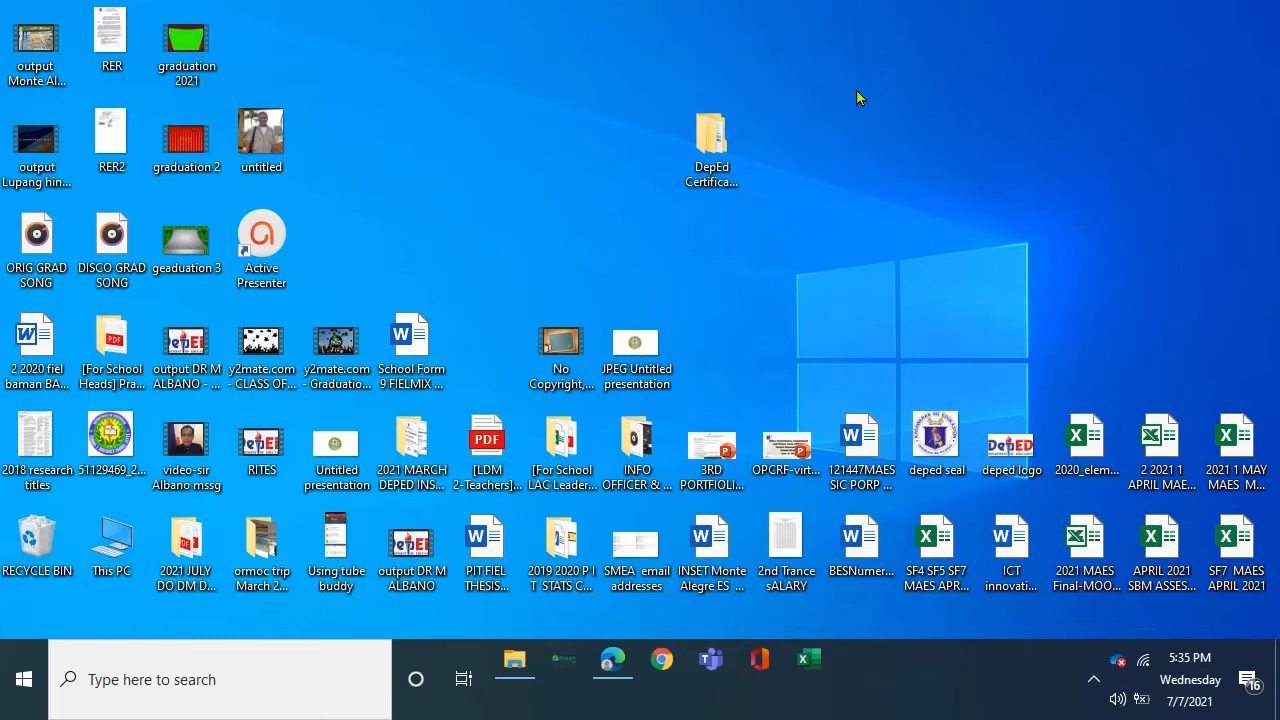 output
Monte Al...
RER
graduation
2021
output
Lupang hin...
RER2
graduation 2
untitled
DepEd
Certifica...
ORIG GRAD
SONG
DISCO GRAD
SONG
geaduation 3
Active
Presenter
2 2020 fiel
baman BA...
[For School
Heads] Pra...
output DR M
ALBANO - ...
y2mate.com
- CLASS OF...
y2mate.com
- Graduatio...
School Form
9 FIELMIX ...
No
Copyright,...
JPEG Untitled
presentation
2018 research
titles
51129469_2...
video-sir
Albano mssg
RITES
Untitled
presentation
2021 MARCH
DEPED INS...
PDF
[LDM
2-Teachers]...
[For School
LAC Leader...
INFO
OFFICER & ...
3RD
PORTFOLI...
OPCRF-virt...
121447MAES
SIC PORP ...
deped seal
deped logo
2020_elem...
2 2021 1
APRIL MAE...
2021 1 MAY
MAES M...
RECYCLE BIN
This PC
2021 JULY
DO DM D...
ormoc trip
March 2...
Using tube
buddy
output DR M
ALBANO
PIT FIEL
THESIS...
2019 2020 P I
T STATS C...
SMEA email
addresses
INSET Monte
Alegre ES ...
2nd Trance
sALARY
BESNumer...
SF4 SF5 SF7
MAES APR...
ICT
innovati...
2021 MAES
Final-MOO...
APRIL 2021
SBM ASSES...
SF7 MAES
APRIL 2021
Type here to search
5:35 PM
Wednesday
7/7/2021
16